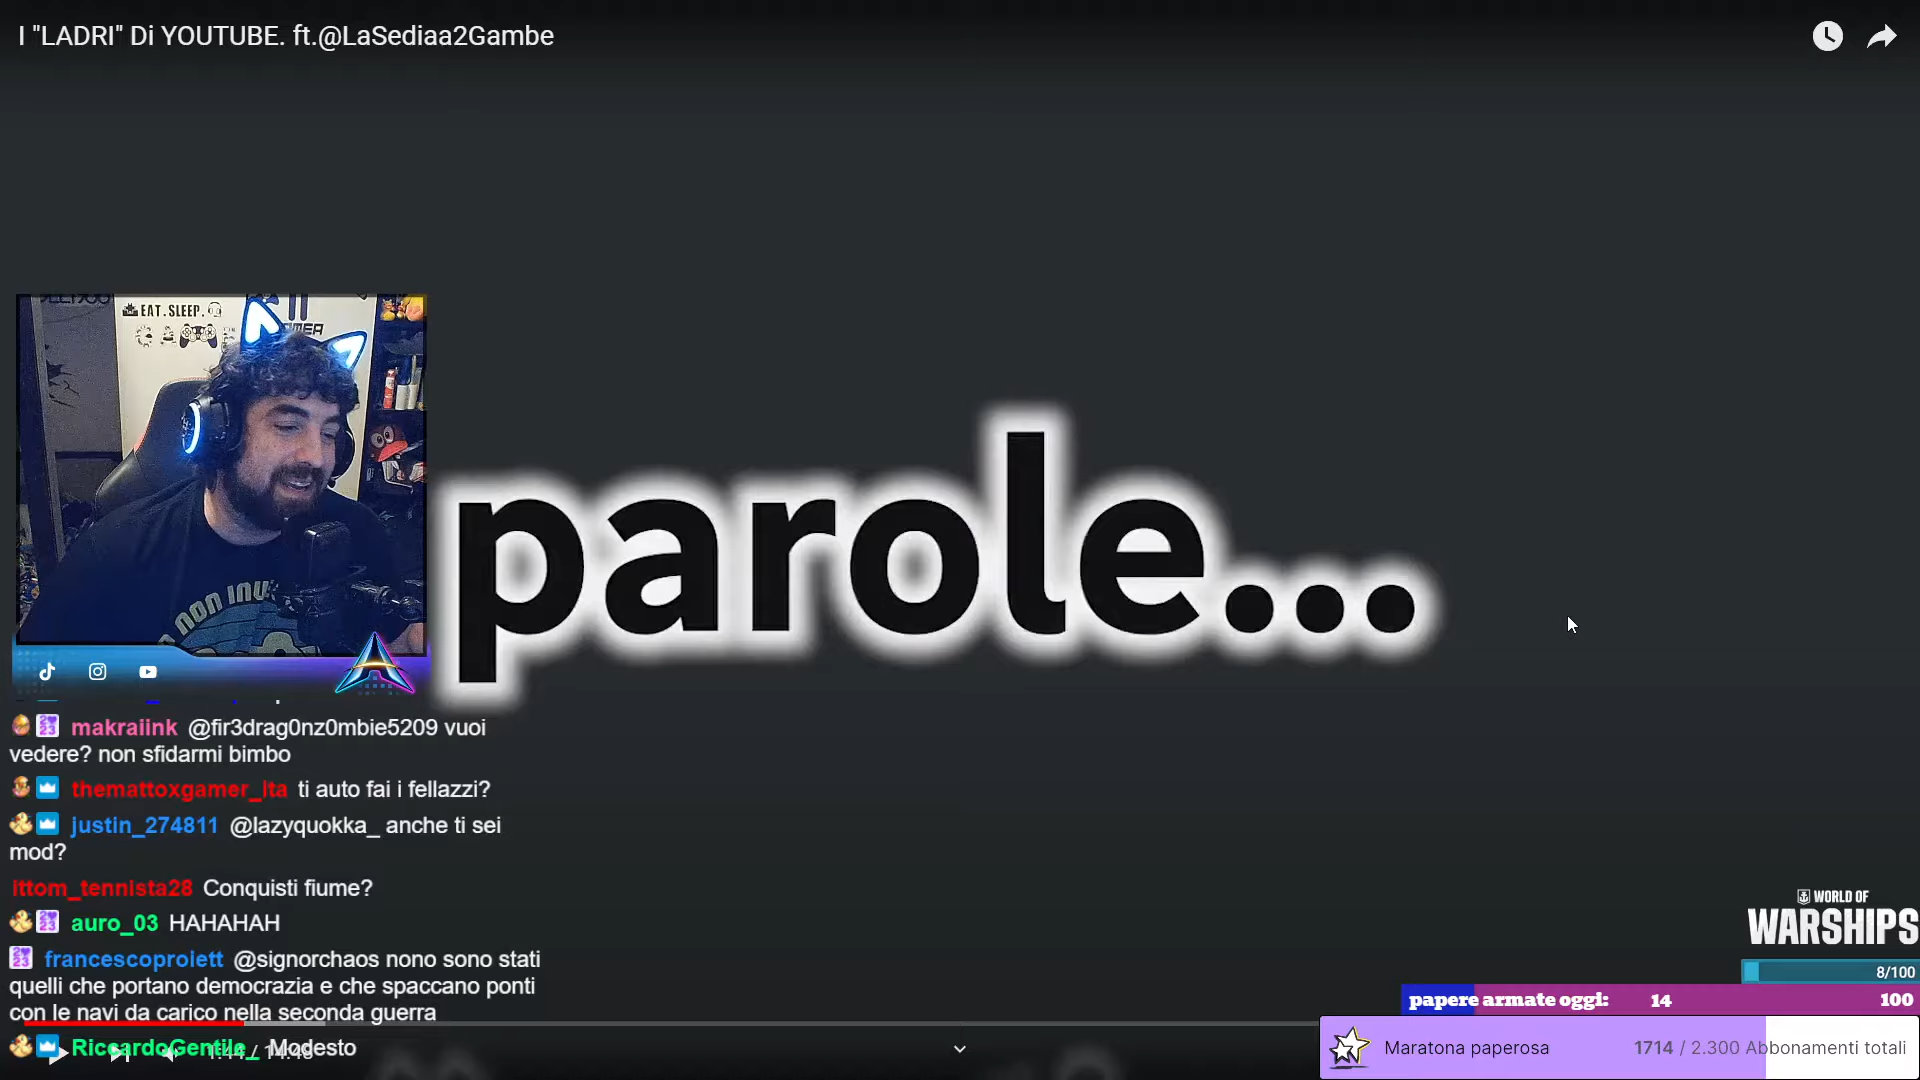 I "LADRI" Di YOUTUBE. ft.@LaSediaa2Gambe
EAT.SLEEP.
parole...
makraiink @fir3drag0nz0mbie5209 vuoi
vedere? non sfidarmi bimbo
themattoxgamer_ita ti auto fai i fellazzi?
justin_274811 @lazyquokka_ anche ti sei
mod?
ittom_tennista28 Conquisti fiume?
auro_03 HAHAHAH
francescoproiett @signorchaos nono sono stati
quelli che portano democrazia e che spaccano ponti
con le navi da carico nella seconda guerra
RiccardoGentile_ Modesto
WORLD OF
WARSHIPS
8/100
papere armate oggi: 14 100
Maratona paperosa 1714 / 2.300 Abbonamenti totali